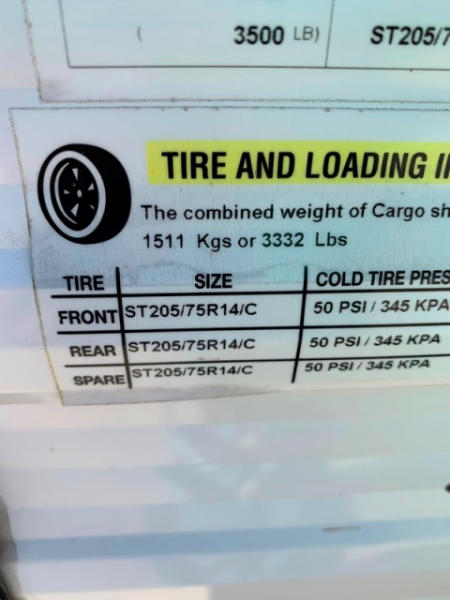 ( 3500 LB) ST205/7
TIRE AND LOADING I
The combined weight of Cargo sh
1511 Kgs or 3332 Lbs
TIRE SIZE COLD TIRE PRES
FRONT ST205/75R14/C 50 PSI / 345 KPA
REAR ST205/75R14/C 50 PSI / 345 KPA
SPARE ST205/75R14/C 50 PSI / 345 KPA